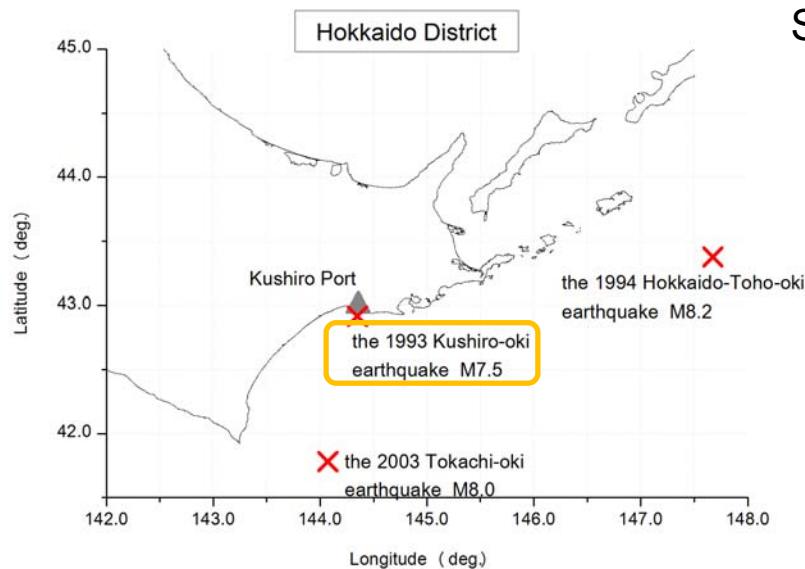 Hokkaido District
S
45.0
44.0
43.0
42.0
Latitude ( deg.)
Kushiro Port
the 1993 Kushiro-oki
earthquake M7.5
the 1994 Hokkaido-Toho-oki
earthquake M8.2
the 2003 Tokachi-oki
earthquake M8.0
142.0 143.0 144.0 145.0 146.0 147.0 148.0
Longitude ( deg.)